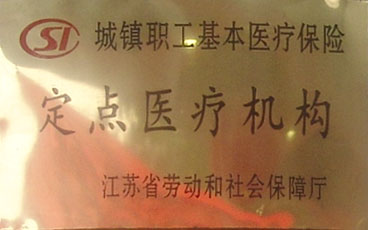 SI 城镇职工基本医疗保险
定点医疗机构
江苏省劳动和社会保障厅